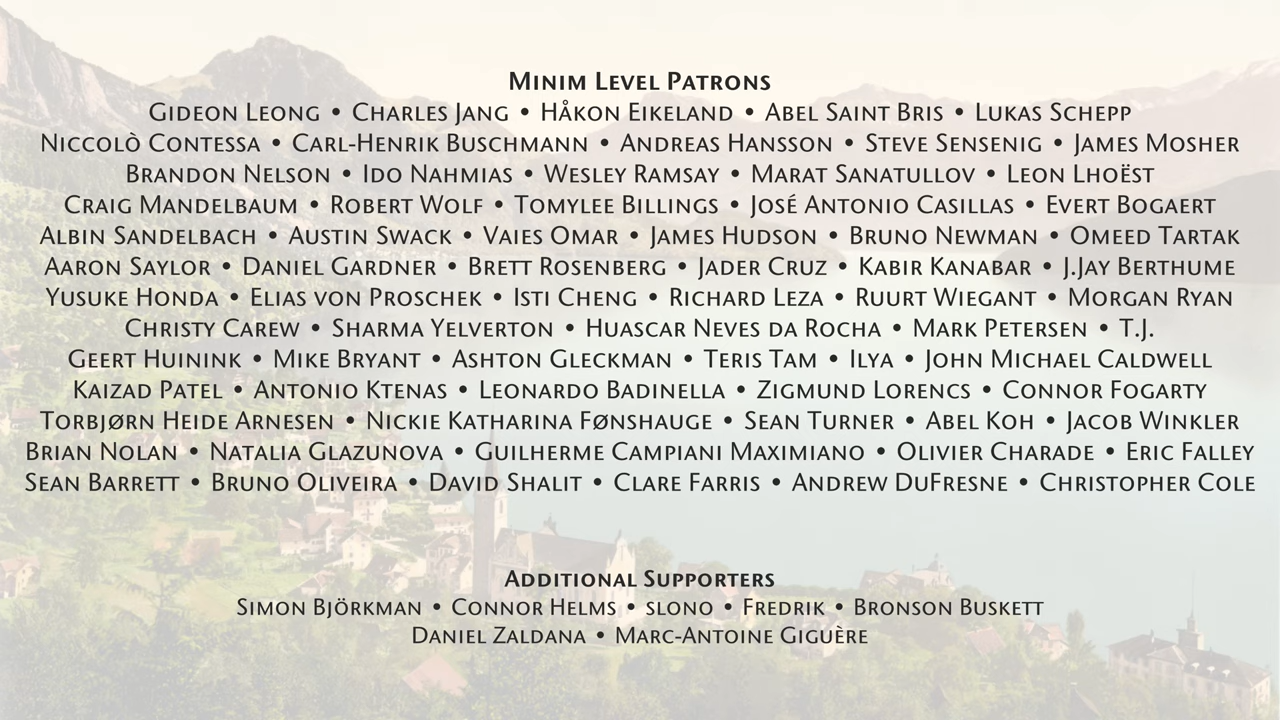 Minim Level Patrons
Gideon Leong • Charles Jang • Håkon Eikeland • Abel Saint Bris • Lukas Schepp
Niccolò Contessa • Carl-Henrik Buschmann • Andreas Hansson • Steve Sensenig • James Mosher
Brandon Nelson • Ido Nahmias • Wesley Ramsay • Marat Sanatullov • Leon Lhoëst
Craig Mandelbaum • Robert Wolf • Tomylee Billings • José Antonio Casillas • Evert Bogaert
Albin Sandelbach • Austin Swack • Vaies Omar • James Hudson • Bruno Newman • Omeed Tartak
Aaron Saylor • Daniel Gardner • Brett Rosenberg • Jader Cruz • Kabir Kanabar • J.Jay Berthume
Yusuke Honda • Elias von Proschek • Isti Cheng • Richard Leza • Ruurt Wiegant • Morgan Ryan
Christy Carew • Sharma Yelverton • Huascar Neves da Rocha • Mark Petersen • T.J.
Geert Huinink • Mike Bryant • Ashton Gleckman • Teris Tam • Ilya • John Michael Caldwell
Kaizad Patel • Antonio Ktenas • Leonardo Badinella • Zigmund Lorencs • Connor Fogarty
Torbjørn Heide Arnesen • Nickie Katharina Fønshauge • Sean Turner • Abel Koh • Jacob Winkler
Brian Nolan • Natalia Glazunova • Guilherme Campiani Maximiano • Olivier Charade • Eric Falley
Sean Barrett • Bruno Oliveira • David Shalit • Clare Farris • Andrew DuFresne • Christopher Cole
Additional Supporters
Simon Björkman • Connor Helms • slono • Fredrik • Bronson Buskett
Daniel Zaldana • Marc-Antoine Giguère